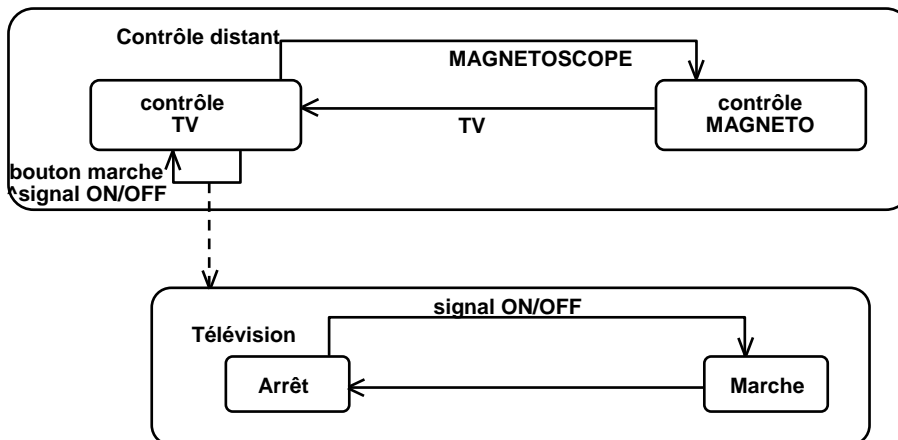 Contrôle distant
MAGNETOSCOPE
contrôle
TV
TV
contrôle
MAGNETO
bouton marche
^signal ON/OFF
signal ON/OFF
Télévision
Arrêt
Marche